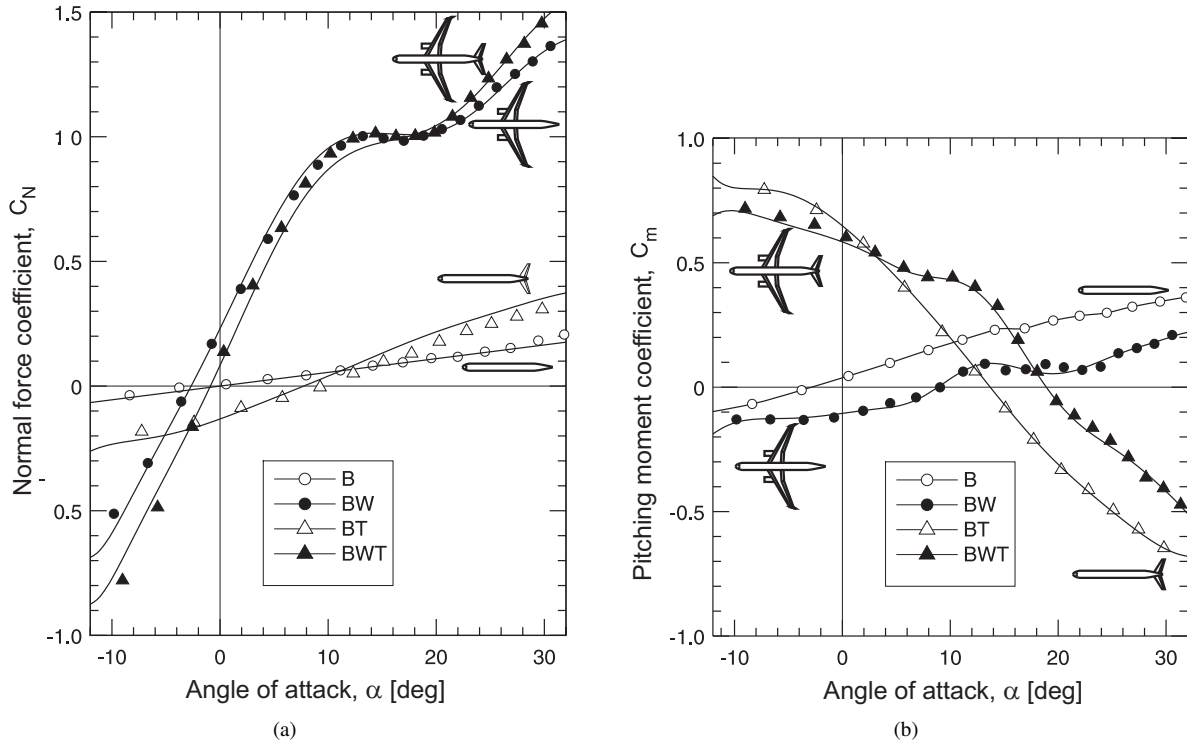 1.5
1.0
0.5
0
0.5
-1.0
-10
0
10
20
30
Normal force coefficient, C_N
Angle of attack, α [deg]
B
BW
BT
BWT
(a)
1.0
0.5
0
-0.5
-1.0
-10
0
10
20
30
Pitching moment coefficient, C_m
Angle of attack, α [deg]
B
BW
BT
BWT
(b)